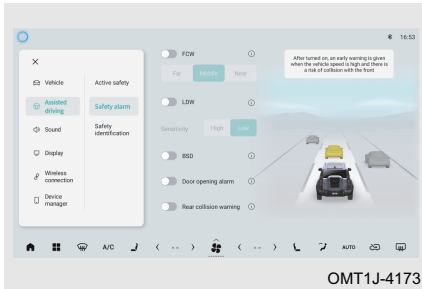 16:53
FCW
Far Middle Near
After turned on, an early warning is given
when the vehicle speed is high and there is
a risk of collision with the front
Vehicle
Assisted
driving
Sound
Display
Wireless
connection
Device
manager
Active safety
Safety alarm
Safety
identification
LDW
Sensitivity High Low
BSD
Door opening alarm
Rear collision warning
A/C
< -- >
< -- >
AUTO
OMT1J-4173